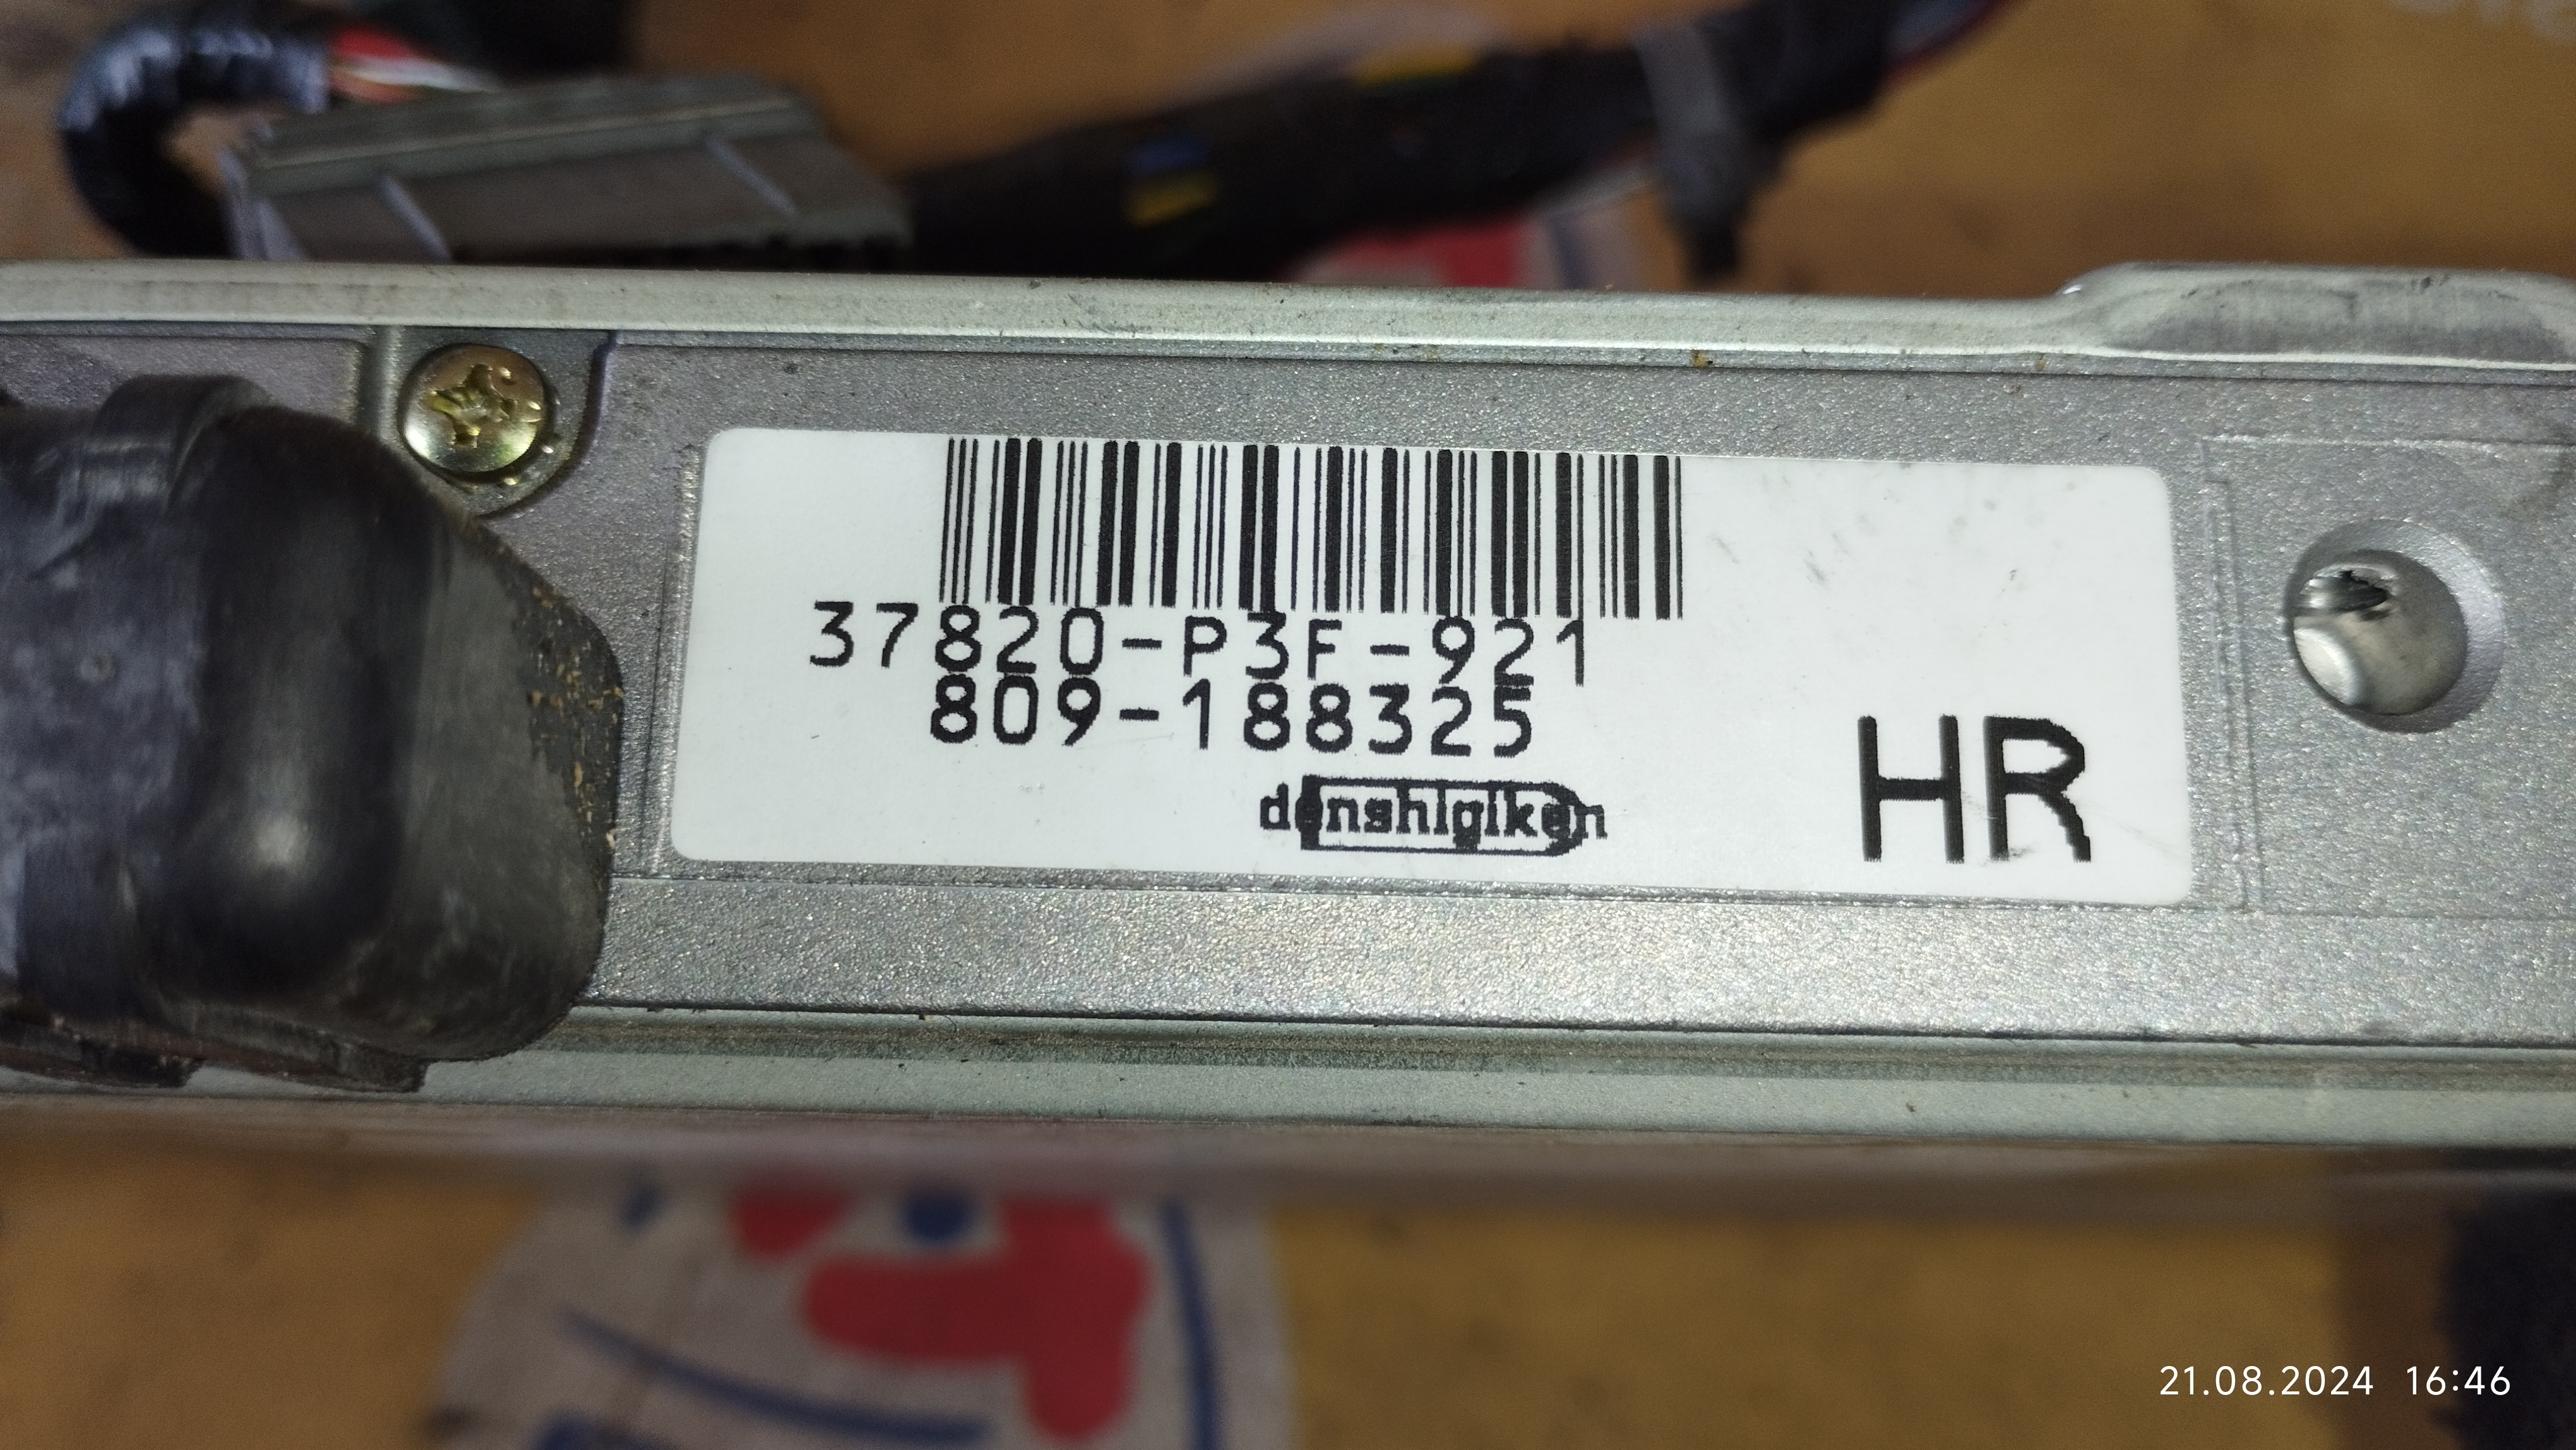 37820-P3F-921
809-188325
denshigiken
HR
21.08.2024 16:46